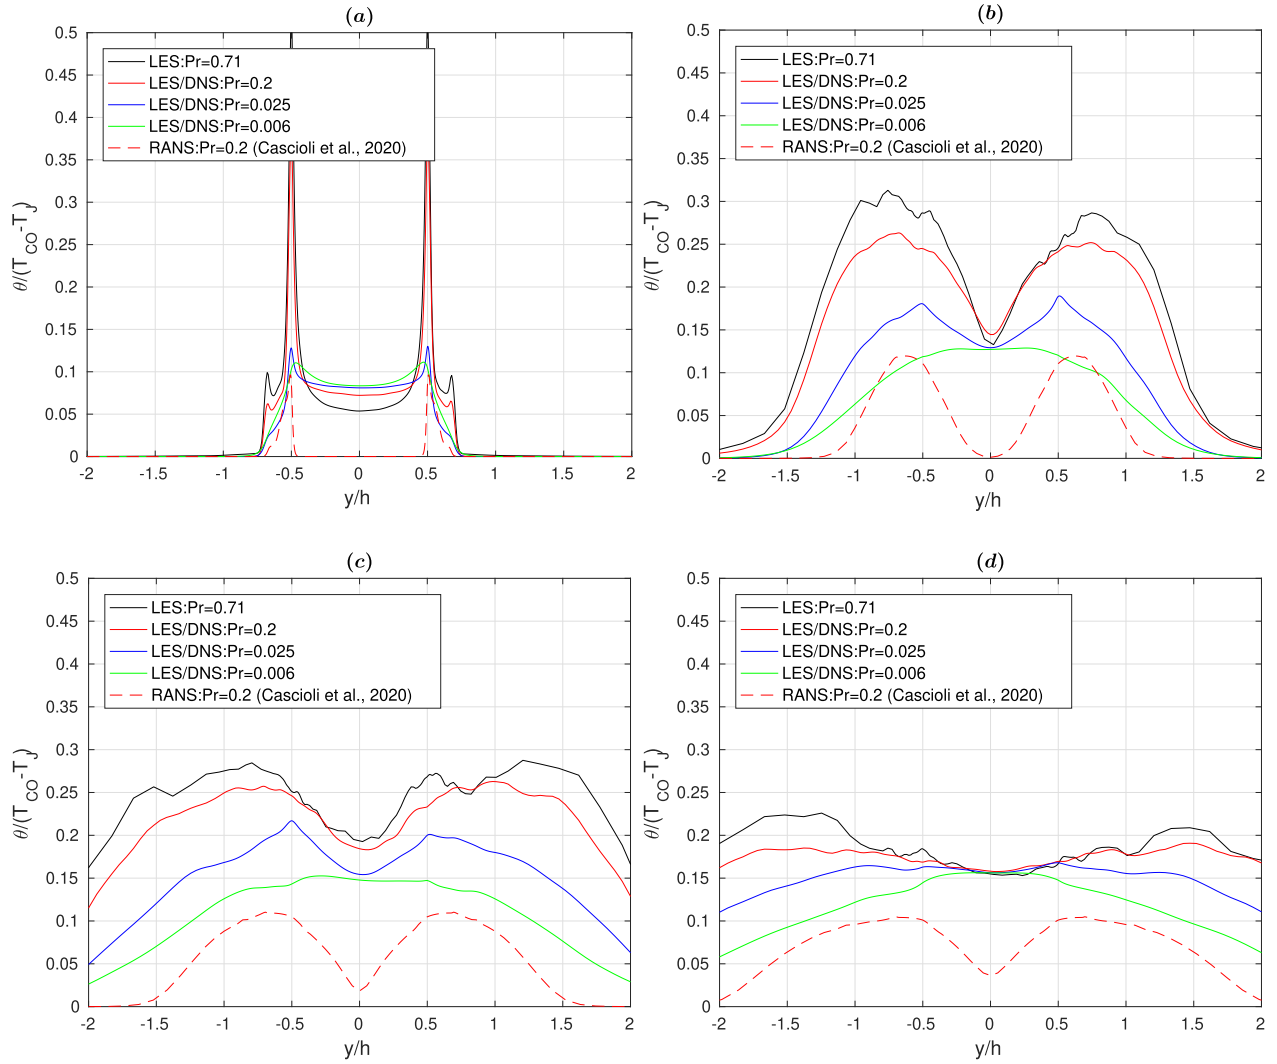 (a)
0.5
0.45
0.4
0.35
0.3
0.25
0.2
0.15
0.1
0.05
0
θ/(T_CO-T_J)
LES:Pr=0.71
LES/DNS:Pr=0.2
LES/DNS:Pr=0.025
LES/DNS:Pr=0.006
RANS:Pr=0.2 (Cascioli et al., 2020)
-2 -1.5 -1 -0.5 0 0.5 1 1.5 2
y/h
(b)
0.5
0.45
0.4
0.35
0.3
0.25
0.2
0.15
0.1
0.05
0
θ/(T_CO-T_J)
LES:Pr=0.71
LES/DNS:Pr=0.2
LES/DNS:Pr=0.025
LES/DNS:Pr=0.006
RANS:Pr=0.2 (Cascioli et al., 2020)
-2 -1.5 -1 -0.5 0 0.5 1 1.5 2
y/h
(c)
0.5
0.45
0.4
0.35
0.3
0.25
0.2
0.15
0.1
0.05
0
θ/(T_CO-T_J)
LES:Pr=0.71
LES/DNS:Pr=0.2
LES/DNS:Pr=0.025
LES/DNS:Pr=0.006
RANS:Pr=0.2 (Cascioli et al., 2020)
-2 -1.5 -1 -0.5 0 0.5 1 1.5 2
y/h
(d)
0.5
0.45
0.4
0.35
0.3
0.25
0.2
0.15
0.1
0.05
0
θ/(T_CO-T_J)
LES:Pr=0.71
LES/DNS:Pr=0.2
LES/DNS:Pr=0.025
LES/DNS:Pr=0.006
RANS:Pr=0.2 (Cascioli et al., 2020)
-2 -1.5 -1 -0.5 0 0.5 1 1.5 2
y/h